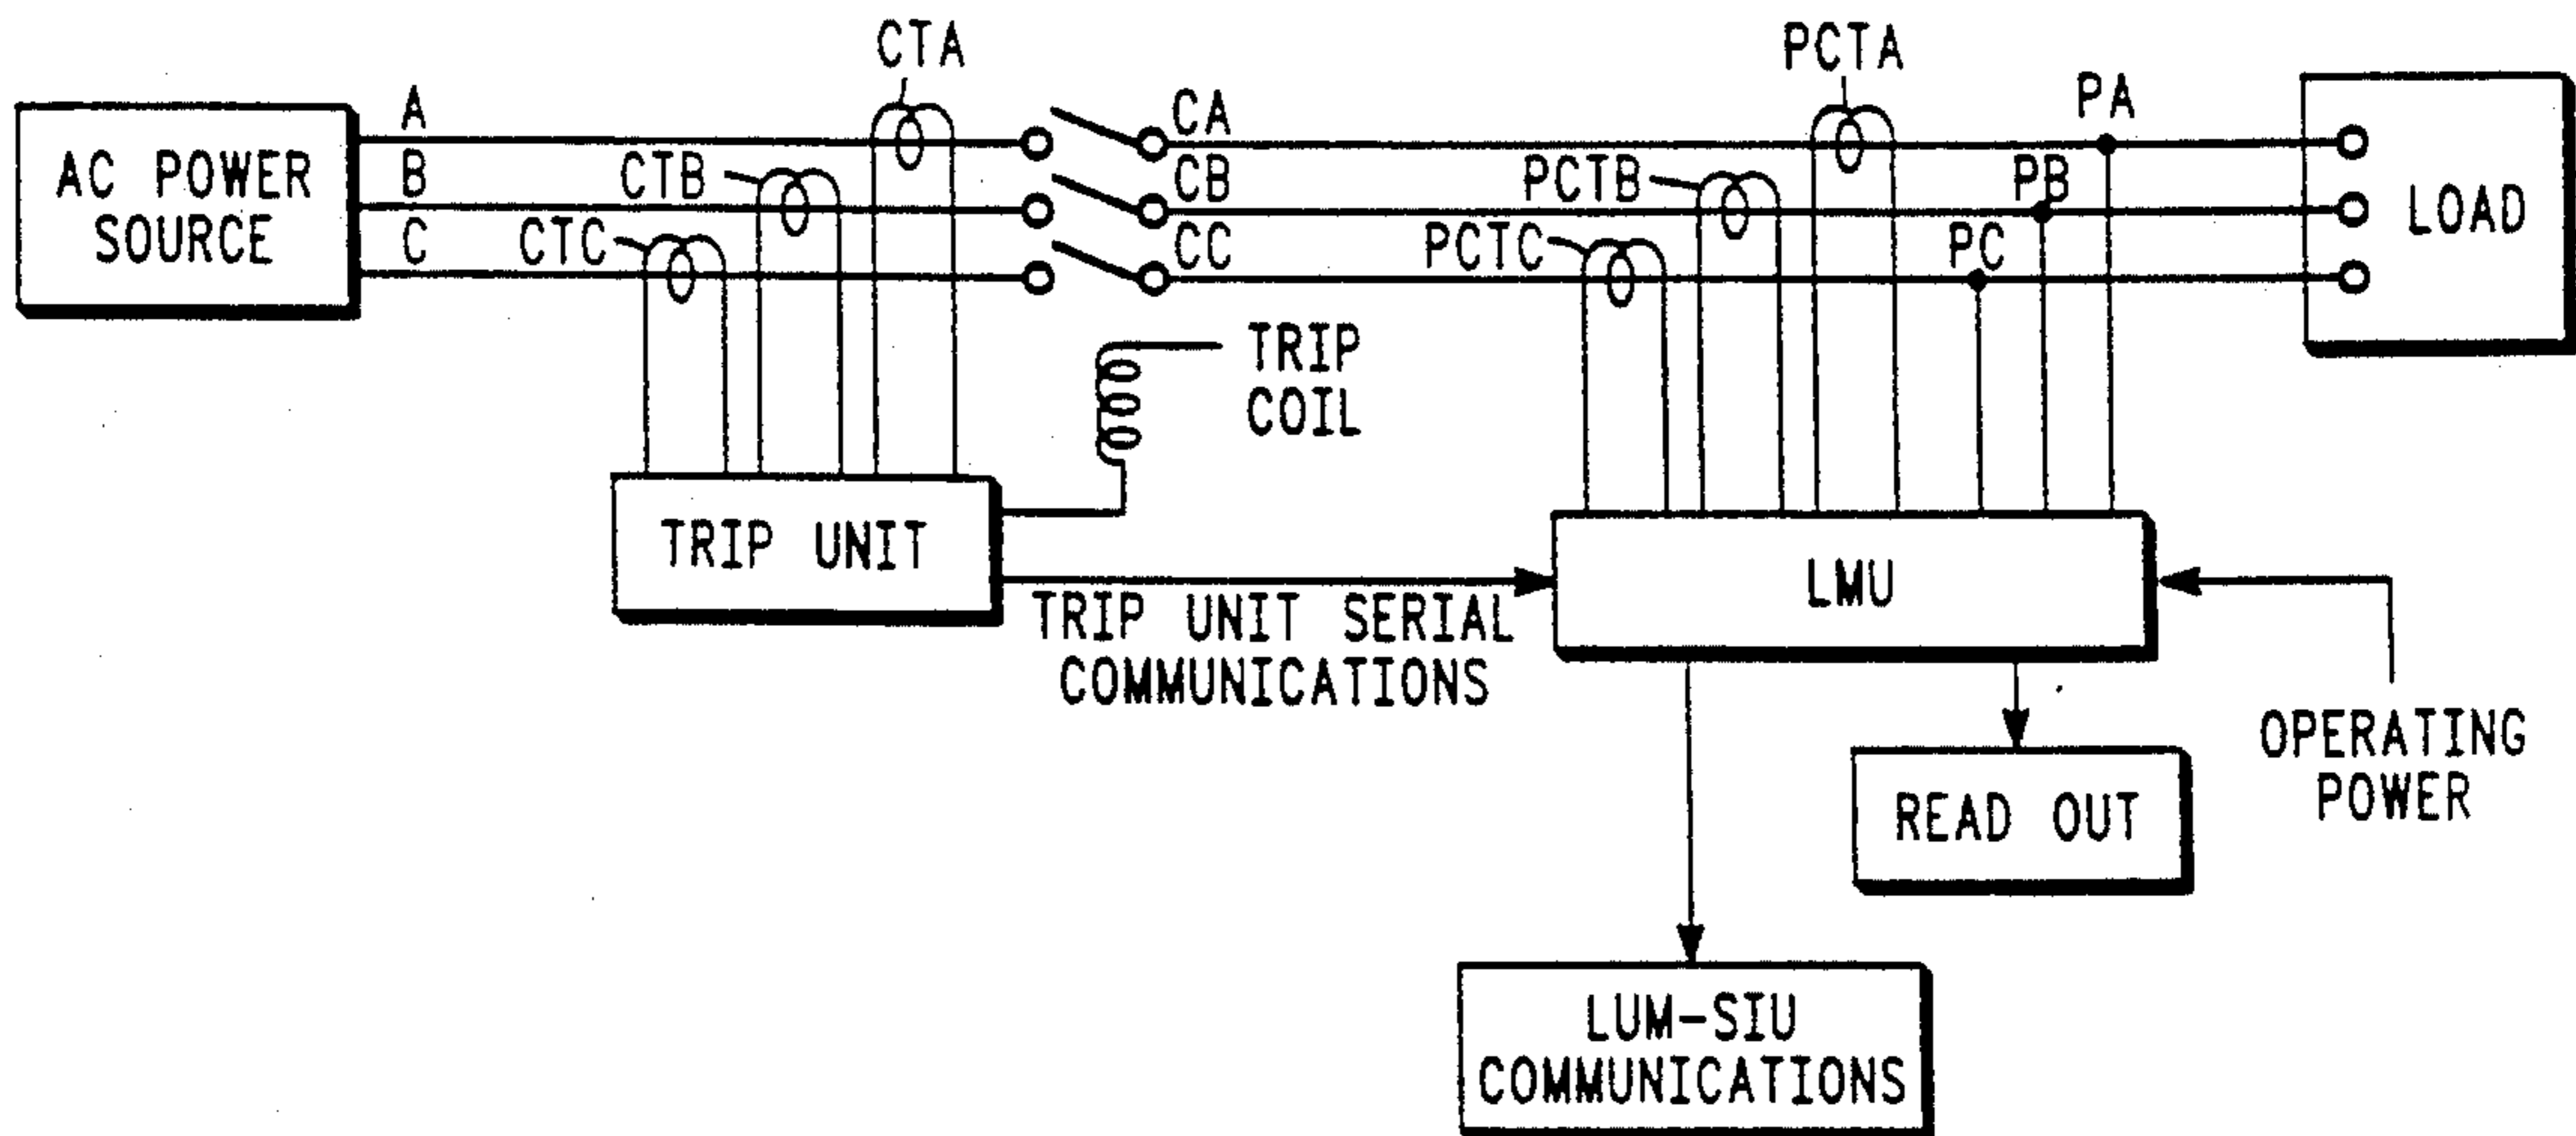 CTA
PCTA
PA
A
CA
AC POWER
SOURCE
B
CTB
CB
PCTB
PB
LOAD
C
CTC
CC
PCTC
PC
TRIP
COIL
TRIP UNIT
LMU
TRIP UNIT SERIAL
COMMUNICATIONS
OPERATING
POWER
READ OUT
LUM-SIU
COMMUNICATIONS